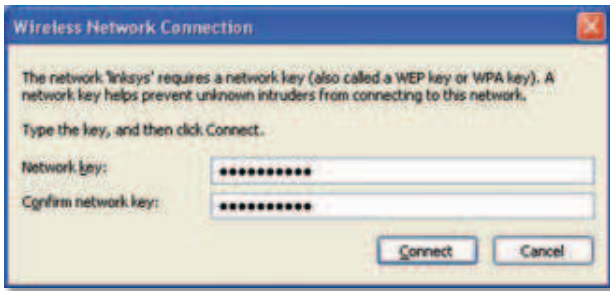 Wireless Network Connection
The network 'linksys' requires a network key (also called a WEP key or WPA key). A
network key helps prevent unknown intruders from connecting to this network.
Type the key, and then click Connect.
Network key: ••••••••••
Confirm network key: ••••••••••
Connect Cancel